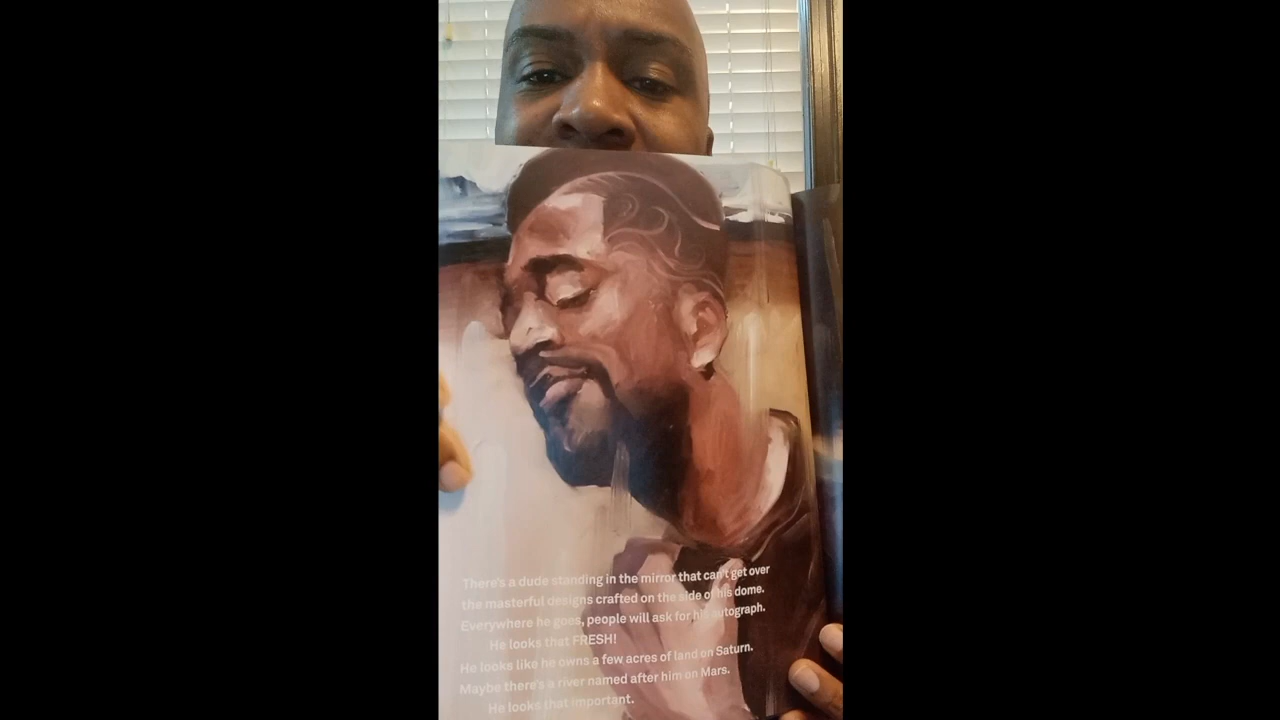 There's a dude standing in the mirror that can't get over
the masterful designs crafted on the side of his dome.
Everywhere he goes, people will ask for his autograph.
He looks that FRESH!
He looks like he owns a few acres of land on Saturn.
Maybe there's a river named after him on Mars.
He looks that important.